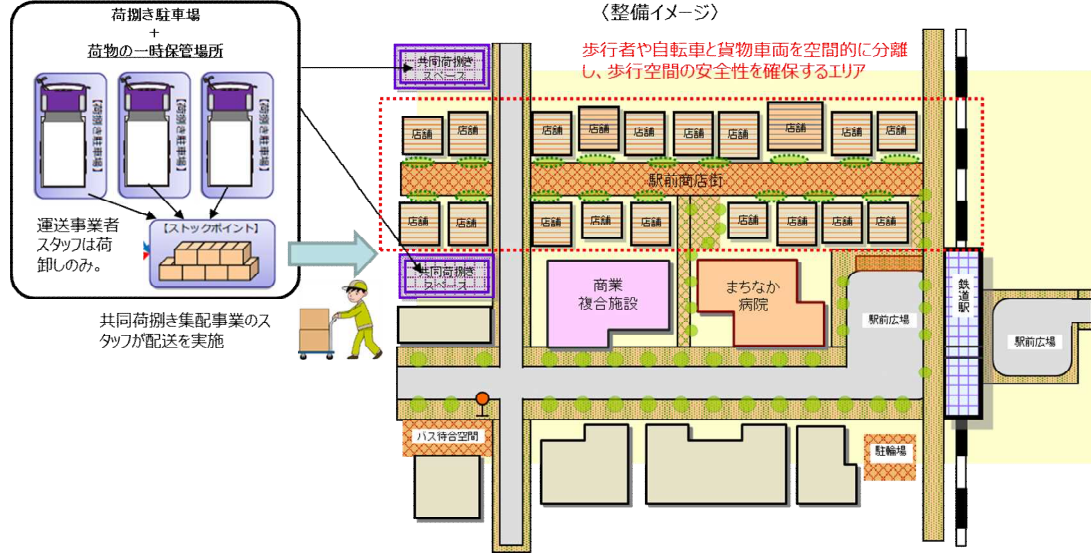 荷捌き駐車場
+
荷物の一時保管場所
【荷捌き駐車場】
【荷捌き駐車場】
【荷捌き駐車場】
運送事業者
スタッフは荷
卸しのみ。
【ストックポイント】
共同荷捌き集配事業のス
タッフが配送を実施
〈整備イメージ〉
歩行者や自転車と貨物車両を空間的に分離
し、歩行空間の安全性を確保するエリア
共同荷捌き
スペース
店舗
店舗
店舗
店舗
店舗
店舗
店舗
店舗
店舗
店舗
駅前商店街
店舗
店舗
店舗
店舗
店舗
店舗
店舗
店舗
店舗
共同荷捌き
スペース
商業
複合施設
まちなか
病院
駅前広場
鉄道駅
駅前広場
バス待合空間
駐輪場